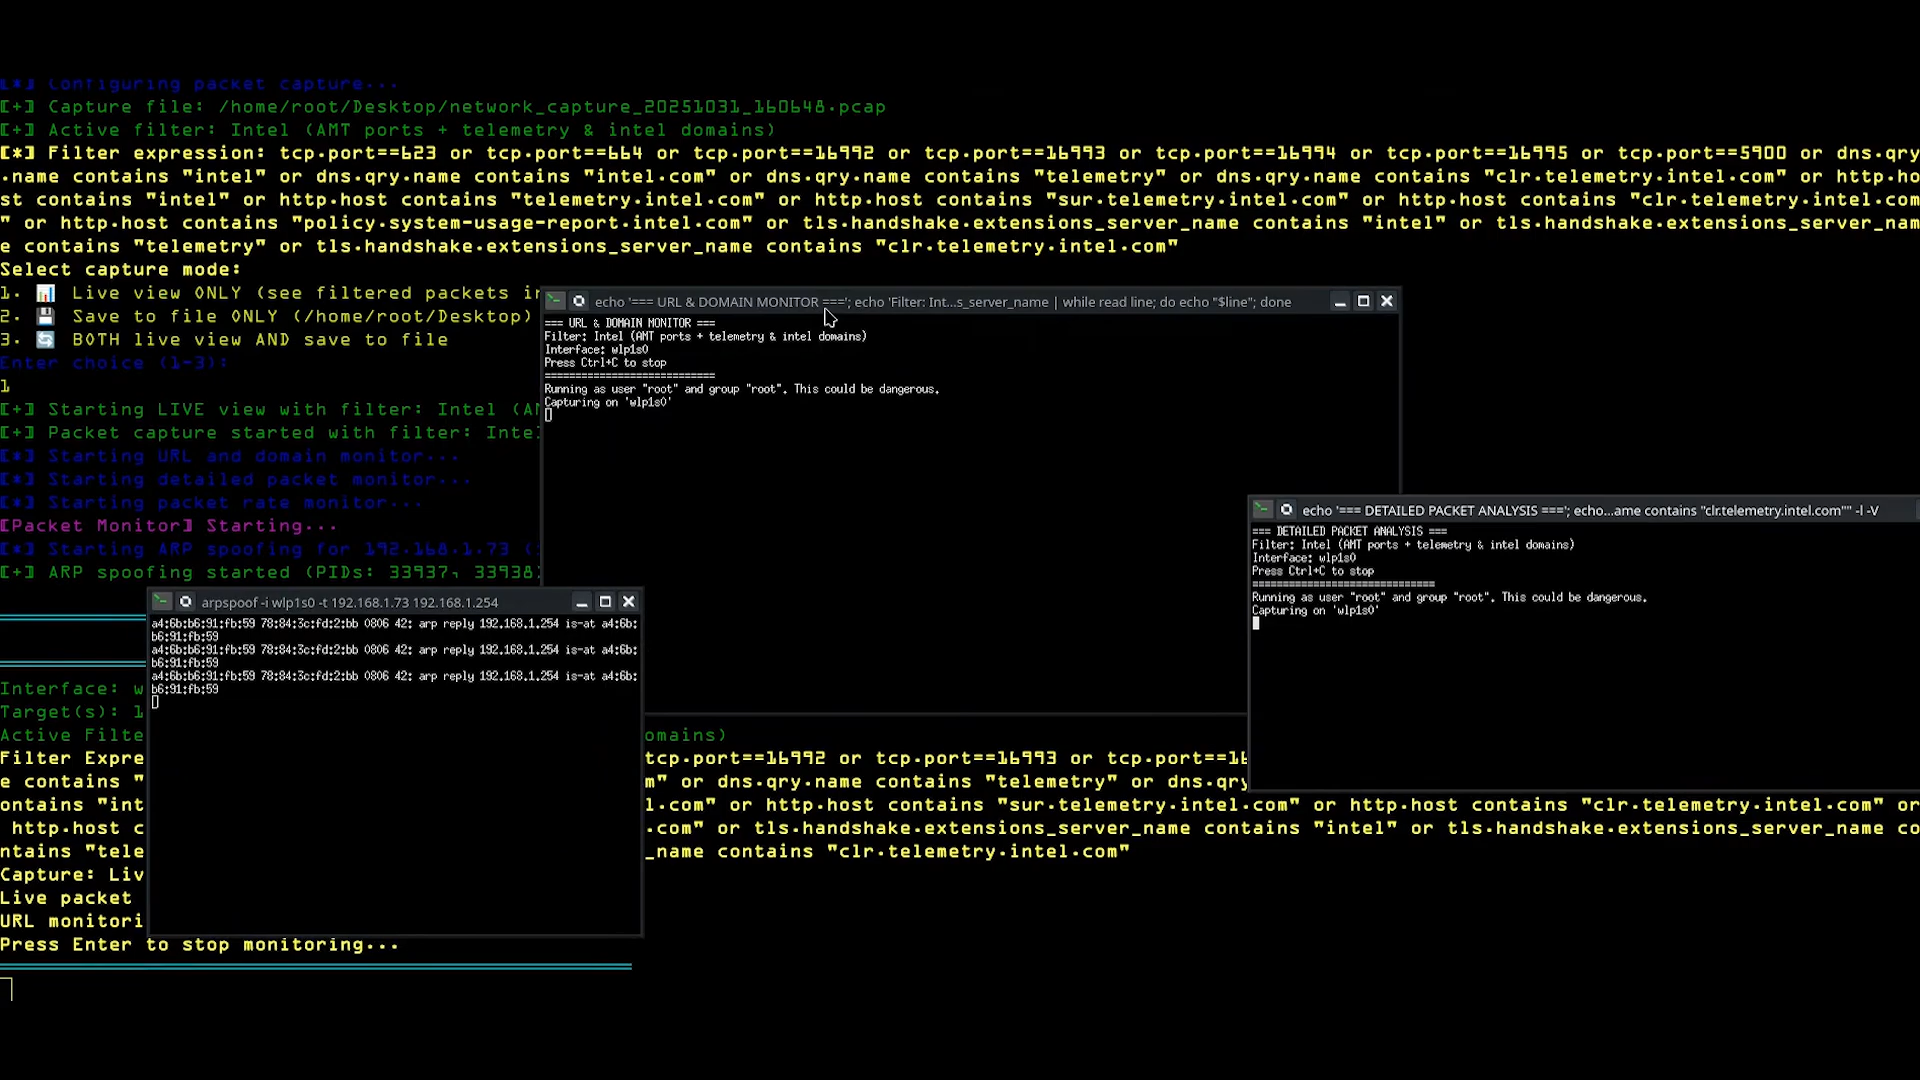 [*] Configuring packet capture...
[+] Capture file: /home/root/Desktop/network_capture_20251031_160648.pcap
[+] Active filter: Intel (AMT ports + telemetry & intel domains)
[*] Filter expression: tcp.port==623 or tcp.port==664 or tcp.port==16992 or tcp.port==16993 or tcp.port==16994 or tcp.port==16995 or tcp.port==5900 or dns.qry
.name contains "intel" or dns.qry.name contains "intel.com" or dns.qry.name contains "telemetry" or dns.qry.name contains "clr.telemetry.intel.com" or http.ho
st contains "intel" or http.host contains "telemetry.intel.com" or http.host contains "sur.telemetry.intel.com" or http.host contains "clr.telemetry.intel.com
" or http.host contains "policy.system-usage-report.intel.com" or tls.handshake.extensions_server_name contains "intel" or tls.handshake.extensions_server_nam
e contains "telemetry" or tls.handshake.extensions_server_name contains "clr.telemetry.intel.com"
Select capture mode:
1. 📊 Live view ONLY (see filtered packets in
2. 💾 Save to file ONLY (/home/root/Desktop)
3. 🔄 BOTH live view AND save to file
Enter choice (1-3):
1
[+] Starting LIVE view with filter: Intel (AM
[+] Packet capture started with filter: Intel
[*] Starting URL and domain monitor...
[*] Starting detailed packet monitor...
[*] Starting packet rate monitor...
[Packet Monitor] Starting...
[*] Starting ARP spoofing for 192.168.1.73 (
[+] ARP spoofing started (PIDs: 33937, 33938)
echo '=== URL & DOMAIN MONITOR ==='; echo 'Filter: Int...s_server_name | while read line; do echo "$line"; done
=== URL & DOMAIN MONITOR ===
Filter: Intel (AMT ports + telemetry & intel domains)
Interface: wlp1s0
Press Ctrl+C to stop
============================
Running as user "root" and group "root". This could be dangerous.
Capturing on 'wlp1s0'
echo '=== DETAILED PACKET ANALYSIS ==='; echo...ame contains "clr.telemetry.intel.com"" -l -V
=== DETAILED PACKET ANALYSIS ===
Filter: Intel (AMT ports + telemetry & intel domains)
Interface: wlp1s0
Press Ctrl+C to stop
==============================
Running as user "root" and group "root". This could be dangerous.
Capturing on 'wlp1s0'
arpspoof -i wlp1s0 -t 192.168.1.73 192.168.1.254
a4:6b:b6:91:fb:59 78:84:3c:fd:2:bb 0806 42: arp reply 192.168.1.254 is-at a4:6b:
b6:91:fb:59
a4:6b:b6:91:fb:59 78:84:3c:fd:2:bb 0806 42: arp reply 192.168.1.254 is-at a4:6b:
b6:91:fb:59
a4:6b:b6:91:fb:59 78:84:3c:fd:2:bb 0806 42: arp reply 192.168.1.254 is-at a4:6b:
b6:91:fb:59
Interface: w
Target(s): 1
Active Filte omains)
Filter Expre tcp.port==16992 or tcp.port==16993 or tcp.port==16
e contains " m" or dns.qry.name contains "telemetry" or dns.qry
ontains "int l.com" or http.host contains "sur.telemetry.intel.com" or http.host contains "clr.telemetry.intel.com" or
http.host c .com" or tls.handshake.extensions_server_name contains "intel" or tls.handshake.extensions_server_name co
ntains "tele _name contains "clr.telemetry.intel.com"
Capture: Liv
Live packet
URL monitori
Press Enter to stop monitoring...